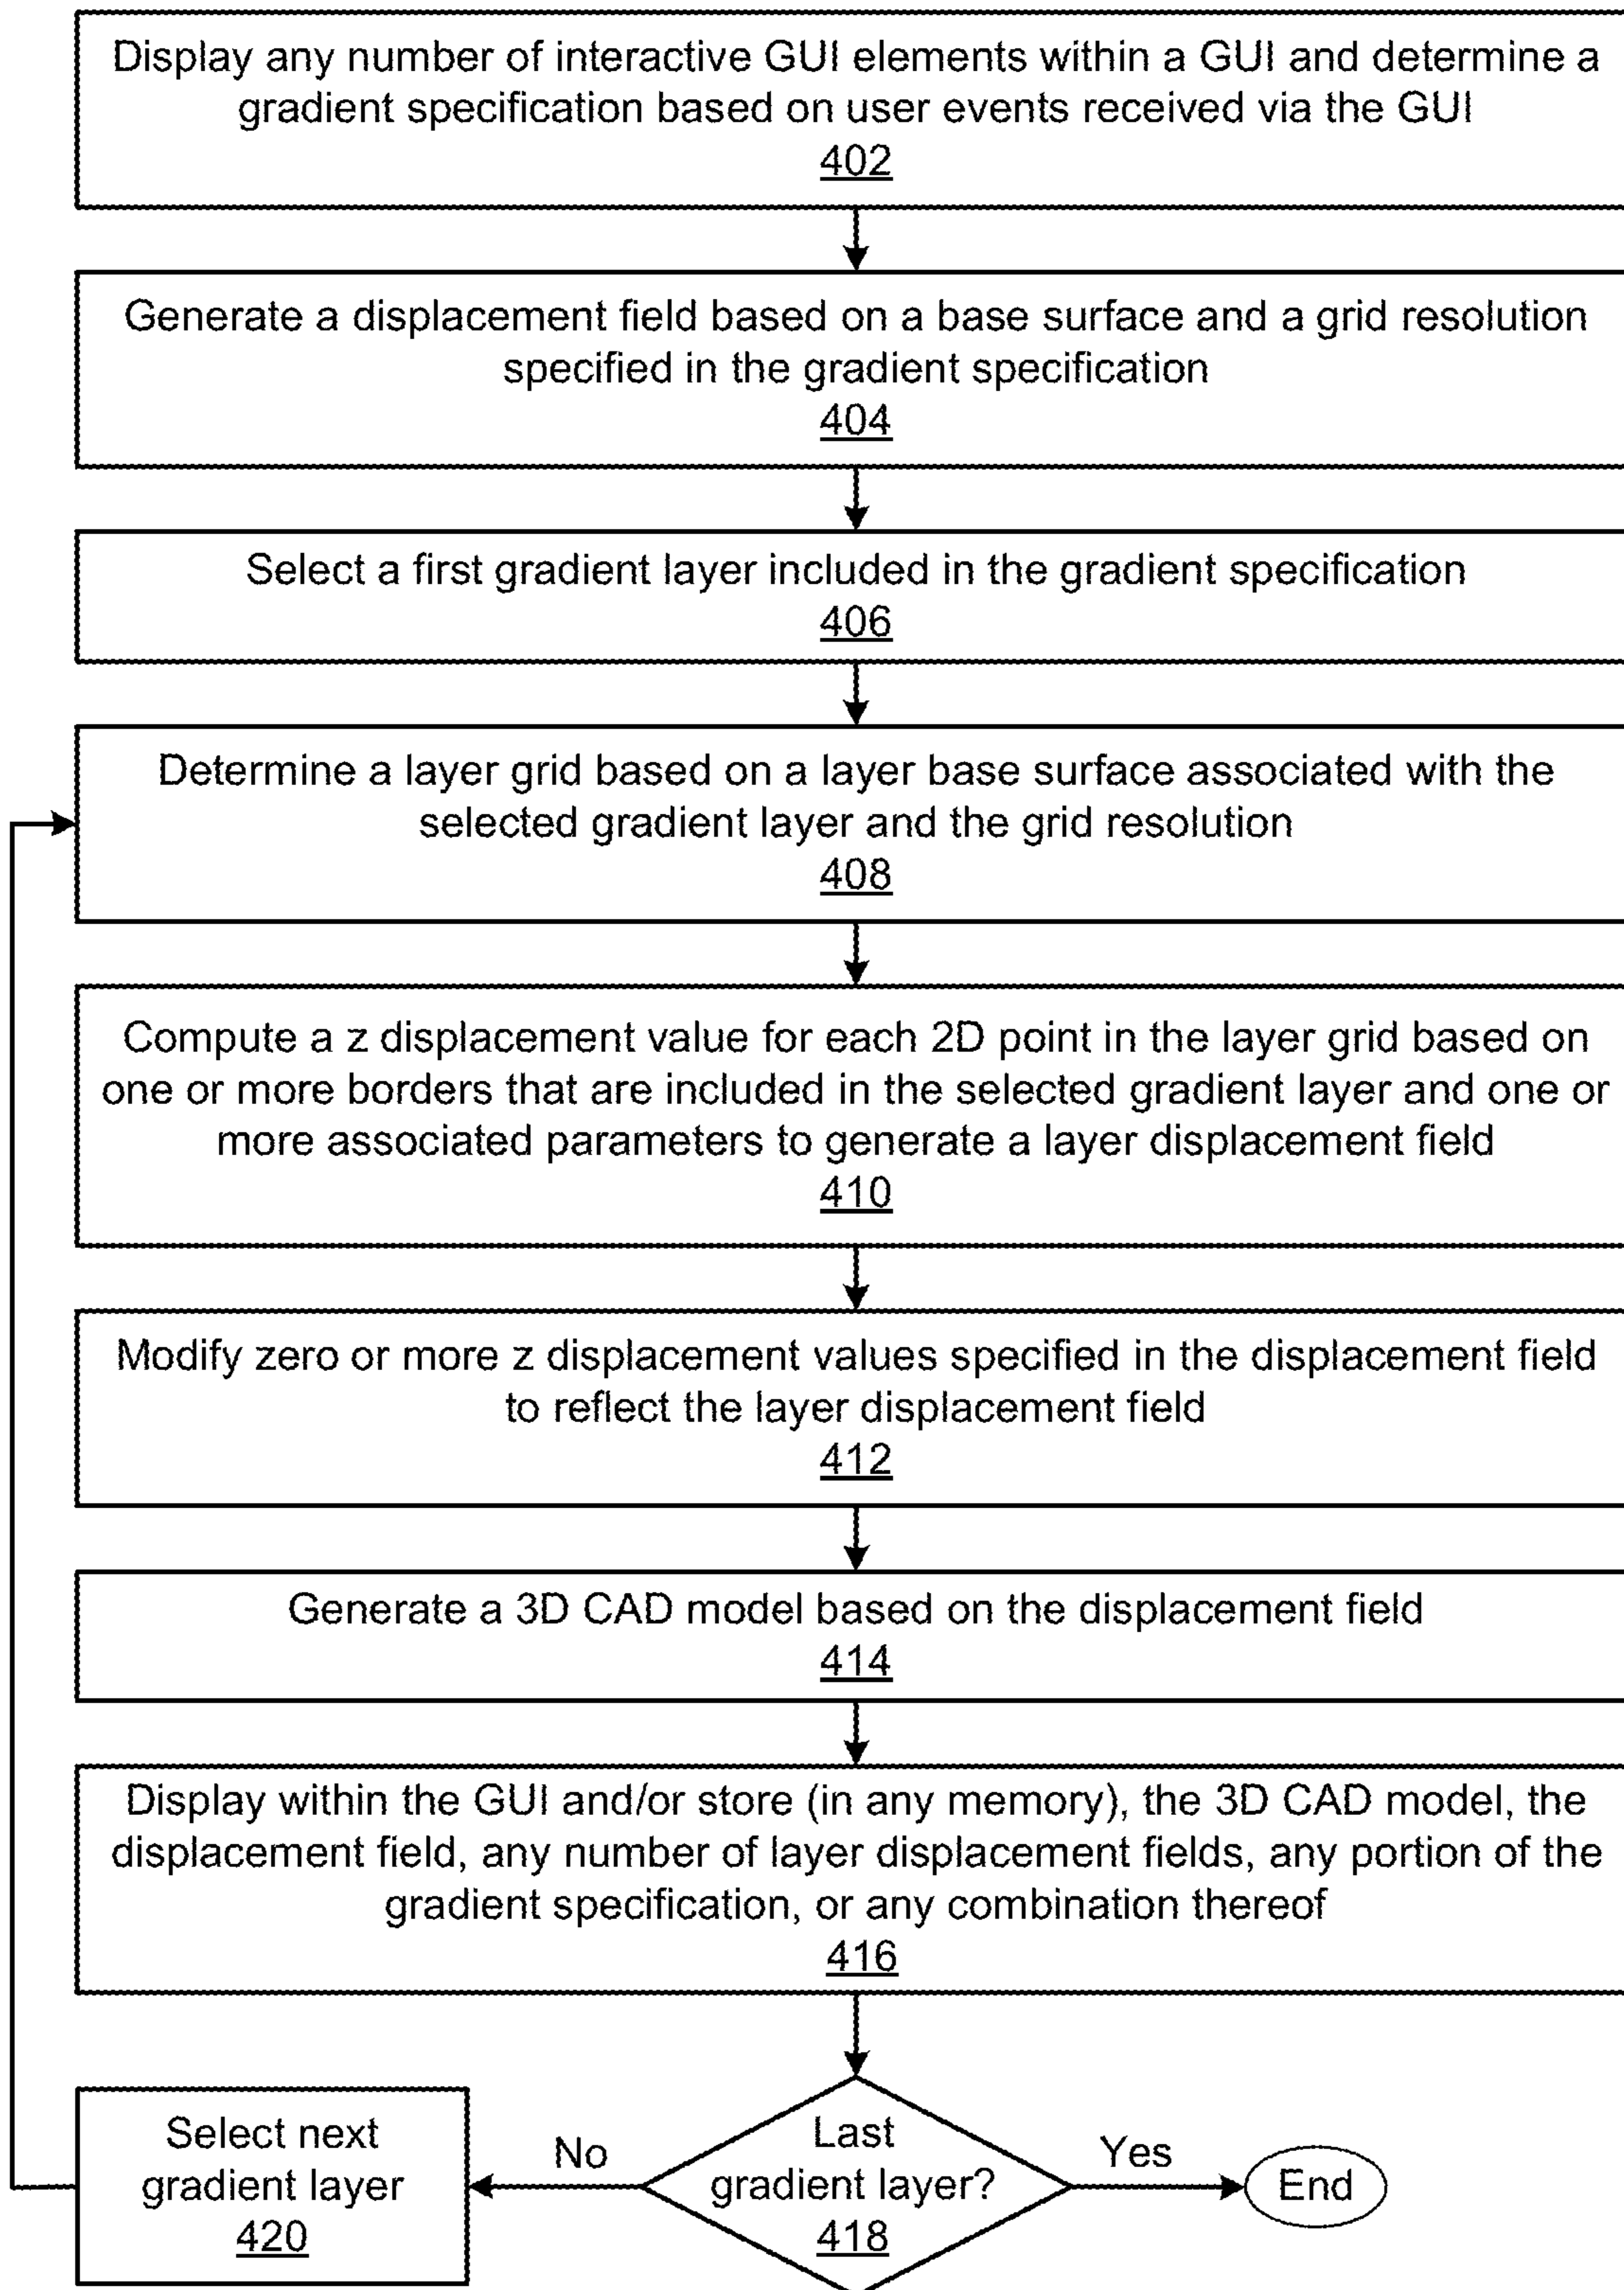 Display any number of interactive GUI elements within a GUI and determine a
gradient specification based on user events received via the GUI
402
Generate a displacement field based on a base surface and a grid resolution
specified in the gradient specification
404
Select a first gradient layer included in the gradient specification
406
Determine a layer grid based on a layer base surface associated with the
selected gradient layer and the grid resolution
408
Compute a z displacement value for each 2D point in the layer grid based on
one or more borders that are included in the selected gradient layer and one or
more associated parameters to generate a layer displacement field
410
Modify zero or more z displacement values specified in the displacement field
to reflect the layer displacement field
412
Generate a 3D CAD model based on the displacement field
414
Display within the GUI and/or store (in any memory), the 3D CAD model, the
displacement field, any number of layer displacement fields, any portion of the
gradient specification, or any combination thereof
416
Last
gradient layer?
418
No
Yes
End
Select next
gradient layer
420